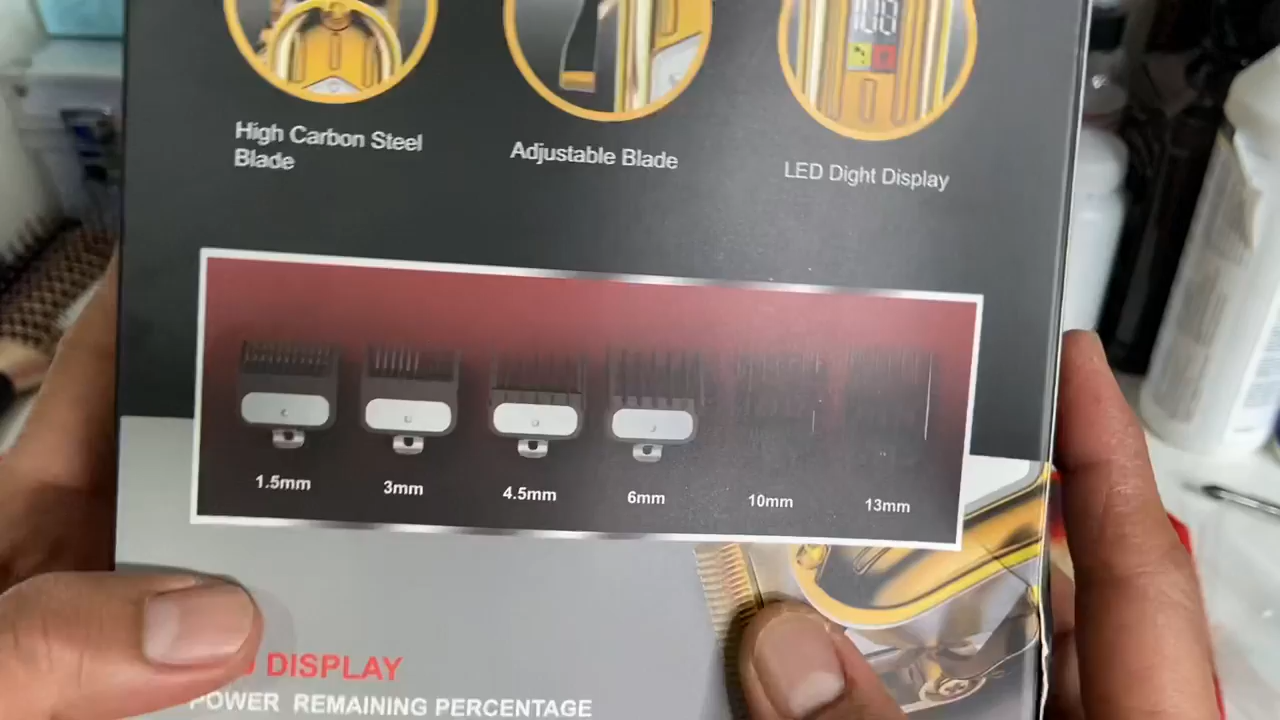 108
High Carbon Steel
Blade
Adjustable Blade
LED Dight Display
1.5mm
3mm
4.5mm
6mm
10mm
13mm
DISPLAY
POWER REMAINING PERCENTAGE